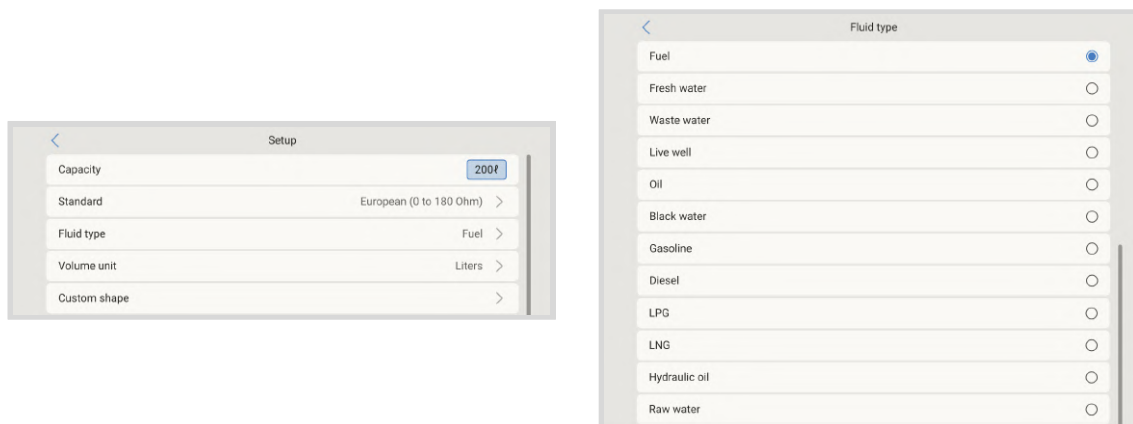 Setup
Capacity 200ℓ
Standard European (0 to 180 Ohm)
Fluid type Fuel
Volume unit Liters
Custom shape
Fluid type
Fuel
Fresh water
Waste water
Live well
Oil
Black water
Gasoline
Diesel
LPG
LNG
Hydraulic oil
Raw water